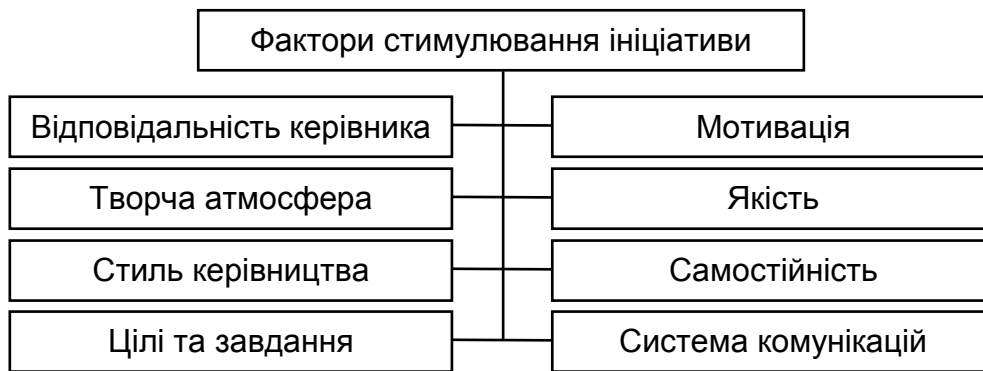 Фактори стимулювання ініціативи
Відповідальність керівника
Мотивація
Творча атмосфера
Якість
Стиль керівництва
Самостійність
Цілі та завдання
Система комунікацій